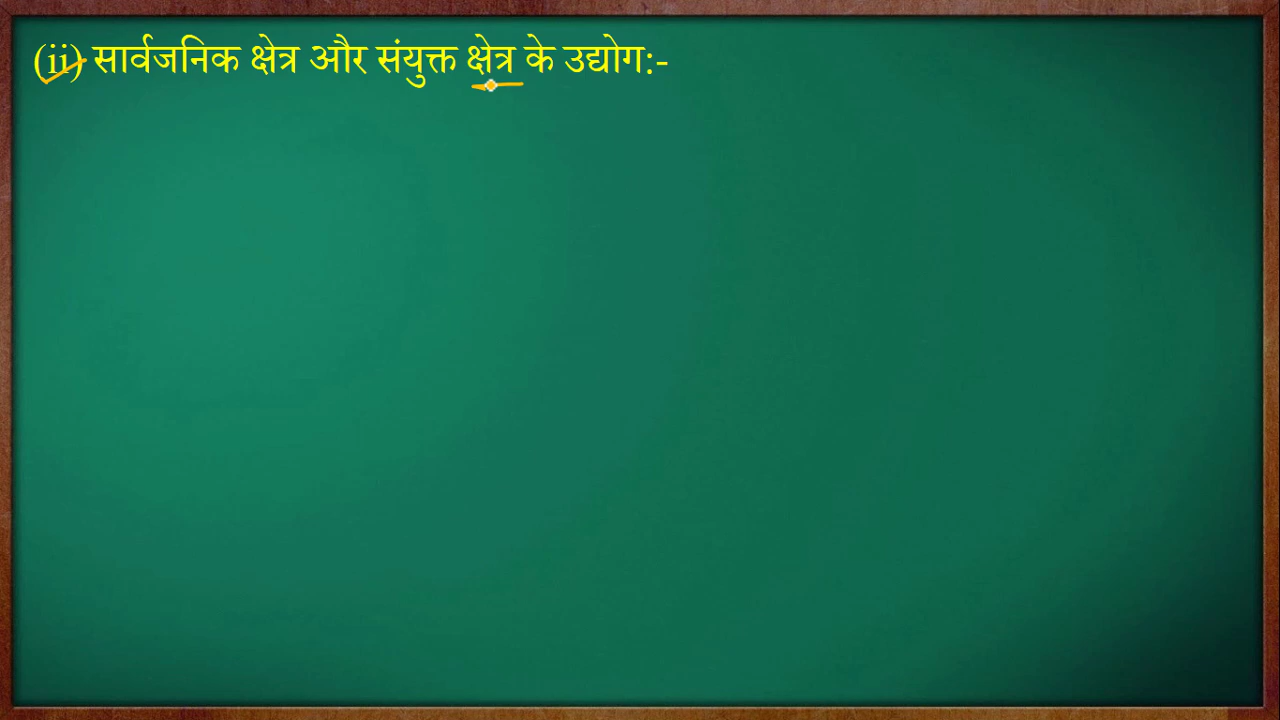 (ii) सार्वजनिक क्षेत्र और संयुक्त क्षेत्र के उद्योग:-